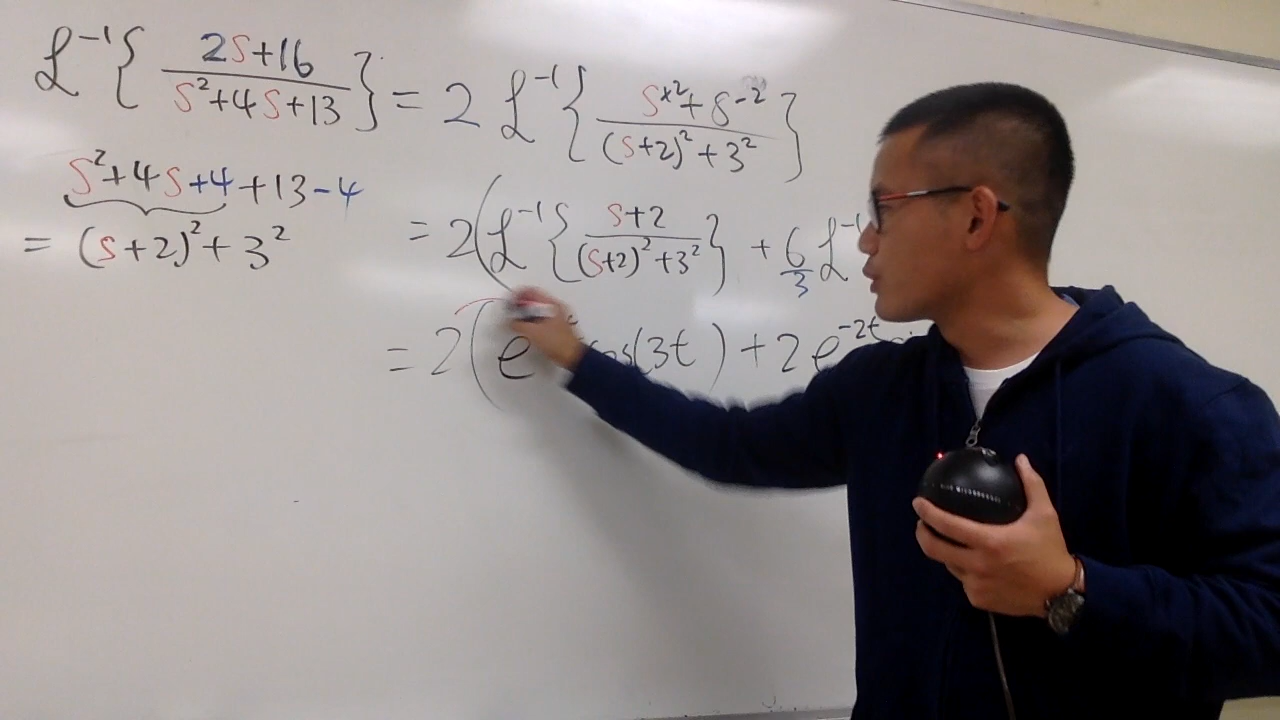 ℒ⁻¹{ (2s+16)/(s²+4s+13) } = 2 ℒ⁻¹{ (s+2+8-2)/((s+2)²+3²) }
s²+4s+4+13-4
= (s+2)²+3²
= 2(ℒ⁻¹{ (s+2)/((s+2)²+3²) } + 6/3 ℒ⁻¹
= 2(e cos(3t) + 2e^(-2t)